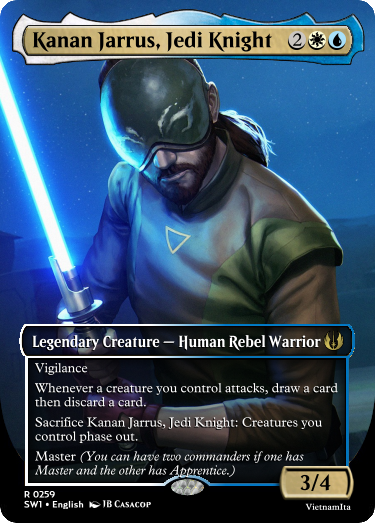 Kanan Jarrus, Jedi Knight 2
Legendary Creature — Human Rebel Warrior
Vigilance
Whenever a creature you control attacks, draw a card
then discard a card.
Sacrifice Kanan Jarrus, Jedi Knight: Creatures you
control phase out.
Master (You can have two commanders if one has
Master and the other has Apprentice.)
3/4
R 0259
SW1 • English JB Casacop
VietnamIta